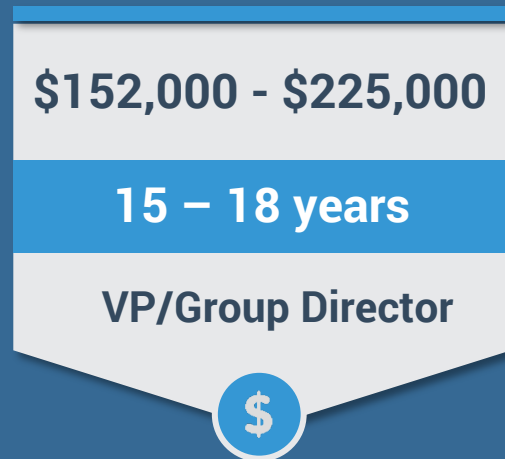 $152,000 - $225,000
15 – 18 years
VP/Group Director
$